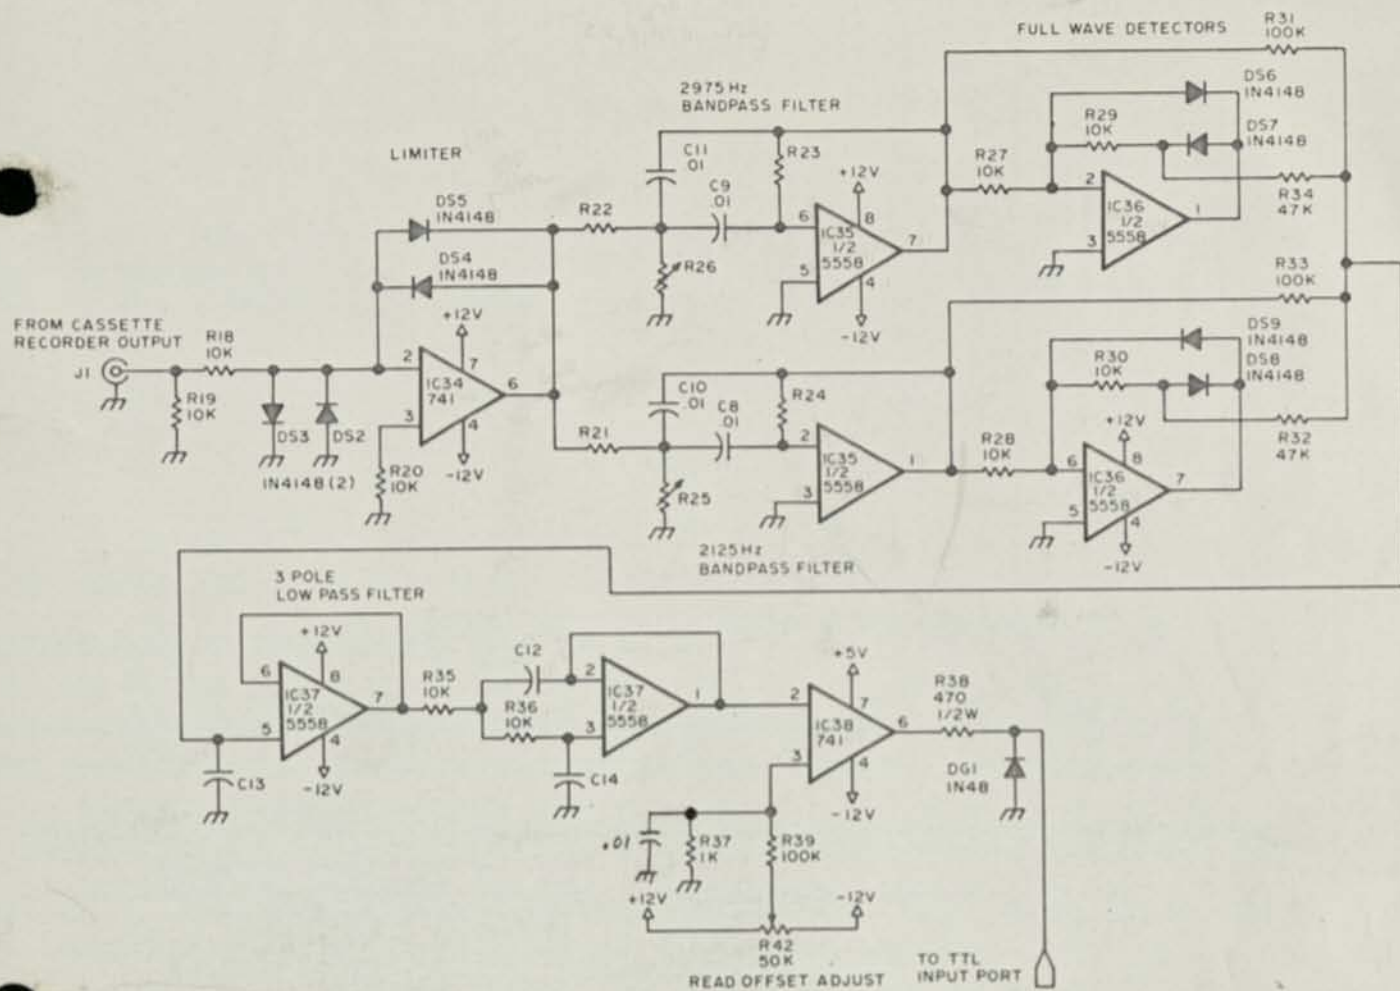 FULL WAVE DETECTORS
R31
100K
2975Hz
BANDPASS FILTER
DS6
IN4148
R29
10K
DS7
IN4148
LIMITER
C11
.01
R23
R27
10K
+12V
C9
.01
DS5
IN4148
R22
6
8
IC35
1/2
5558
7
5
4
-12V
2
IC36
1/2
5558
1
3
R34
47K
DS4
IN4148
R26
R33
100K
FROM CASSETTE
RECORDER OUTPUT
J1
R18
10K
+12V
2
7
IC34
741
6
3
4
-12V
R19
10K
DS3
DS2
IN4148(2)
R20
10K
DS9
IN4148
DS8
IN4148
R30
10K
C10
.01
C8
.01
R24
R21
R25
2
IC35
1/2
5558
1
3
R28
10K
+12V
6
8
IC36
1/2
5558
7
5
4
-12V
R32
47K
2125Hz
BANDPASS FILTER
3 POLE
LOW PASS FILTER
+12V
6
8
IC37
1/2
5558
7
5
4
-12V
C13
R35
10K
C12
R36
10K
2
IC37
1/2
5558
1
3
C14
+5V
2
7
IC38
741
6
3
4
-12V
R38
470
1/2W
DG1
IN48
.01
R37
1K
R39
100K
+12V
-12V
R42
50K
READ OFFSET ADJUST
TO TTL
INPUT PORT